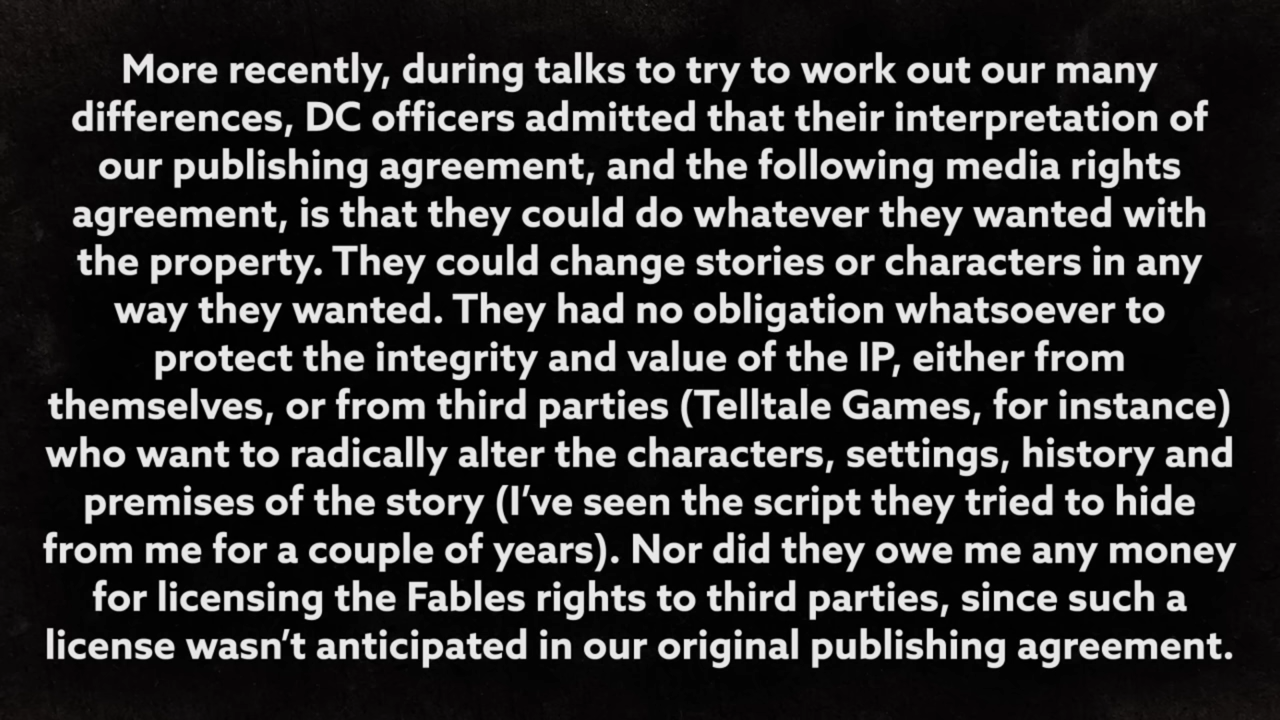 More recently, during talks to try to work out our many
differences, DC officers admitted that their interpretation of
our publishing agreement, and the following media rights
agreement, is that they could do whatever they wanted with
the property. They could change stories or characters in any
way they wanted. They had no obligation whatsoever to
protect the integrity and value of the IP, either from
themselves, or from third parties (Telltale Games, for instance)
who want to radically alter the characters, settings, history and
premises of the story (I’ve seen the script they tried to hide
from me for a couple of years). Nor did they owe me any money
for licensing the Fables rights to third parties, since such a
license wasn’t anticipated in our original publishing agreement.